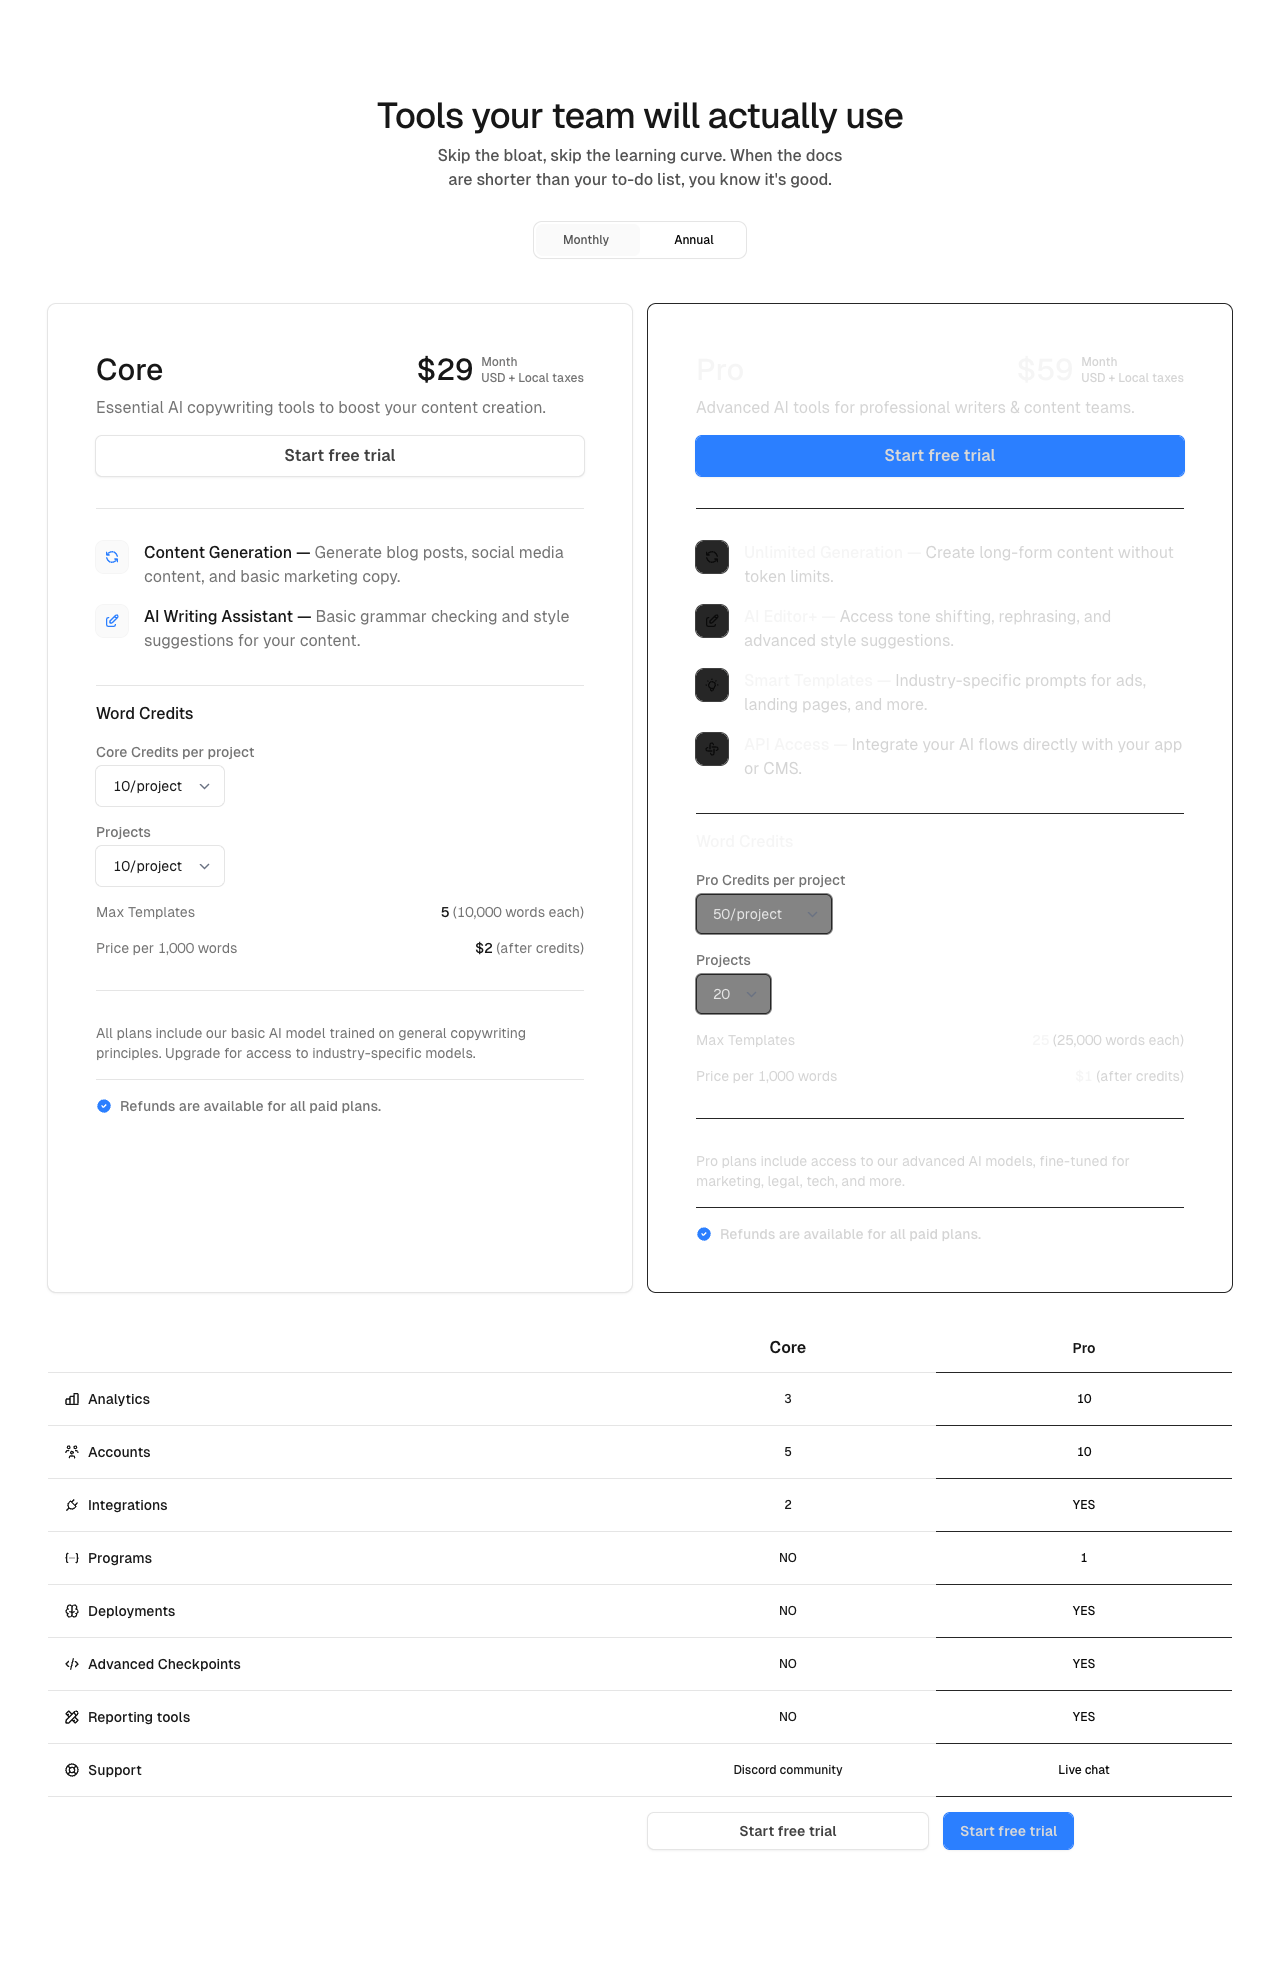 Tools your team will actually use
Skip the bloat, skip the learning curve. When the docs
are shorter than your to-do list, you know it's good.
Monthly
Annual
Core
$29
Month
USD + Local taxes
Essential AI copywriting tools to boost your content creation.
Start free trial
Content Generation — Generate blog posts, social media
content, and basic marketing copy.
AI Writing Assistant — Basic grammar checking and style
suggestions for your content.
Word Credits
Core Credits per project
10/project
Projects
10/project
Max Templates
5 (10,000 words each)
Price per 1,000 words
$2 (after credits)
All plans include our basic AI model trained on general copywriting
principles. Upgrade for access to industry-specific models.
Refunds are available for all paid plans.
Pro
$59
Month
USD + Local taxes
Advanced AI tools for professional writers & content teams.
Start free trial
Unlimited Generation — Create long-form content without
token limits.
AI Editor+ — Access tone shifting, rephrasing, and
advanced style suggestions.
Smart Templates — Industry-specific prompts for ads,
landing pages, and more.
API Access — Integrate your AI flows directly with your app
or CMS.
Word Credits
Pro Credits per project
50/project
Projects
20
Max Templates
25 (25,000 words each)
Price per 1,000 words
$1 (after credits)
Pro plans include access to our advanced AI models, fine-tuned for
marketing, legal, tech, and more.
Refunds are available for all paid plans.
Core
Pro
Analytics
3
10
Accounts
5
10
Integrations
2
YES
Programs
NO
1
Deployments
NO
YES
Advanced Checkpoints
NO
YES
Reporting tools
NO
YES
Support
Discord community
Live chat
Start free trial
Start free trial